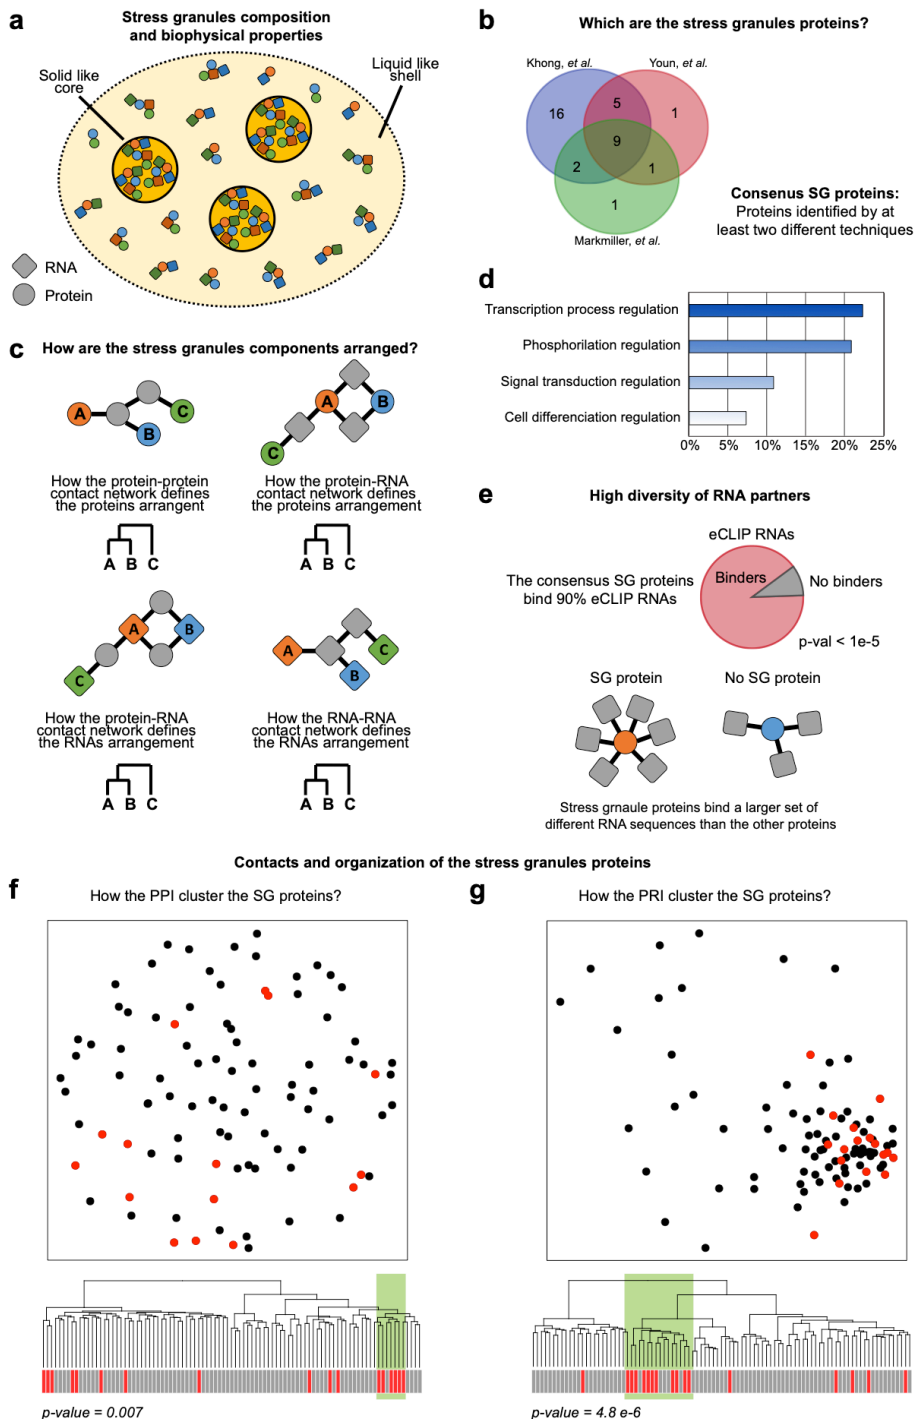 a
Stress granules composition
and biophysical properties
Solid like
core
Liquid like
shell
RNA
Protein
b
Which are the stress granules proteins?
Khong, et al.
Youn, et al.
5
16
1
9
2
1
1
Markmiller, et al.
Consenus SG proteins:
Proteins identified by at
least two different techniques
c
How are the stress granules components arranged?
A
C
B
How the protein-protein
contact network defines
the proteins arrangent
A B C
A
B
C
How the protein-RNA
contact network defines
the proteins arrangement
A B C
A
B
C
How the protein-RNA
contact network defines
the RNAs arrangement
A B C
A
C
B
How the RNA-RNA
contact network defines
the RNAs arrangement
A B C
d
Transcription process regulation
Phosphorilation regulation
Signal transduction regulation
Cell differenciation regulation
0% 5% 10% 15% 20% 25%
e
High diversity of RNA partners
eCLIP RNAs
The consensus SG proteins
bind 90% eCLIP RNAs
Binders
No binders
p-val < 1e-5
SG protein
No SG protein
Stress grnaule proteins bind a larger set of
different RNA sequences than the other proteins
Contacts and organization of the stress granules proteins
f
How the PPI cluster the SG proteins?
p-value = 0.007
g
How the PRI cluster the SG proteins?
p-value = 4.8 e-6